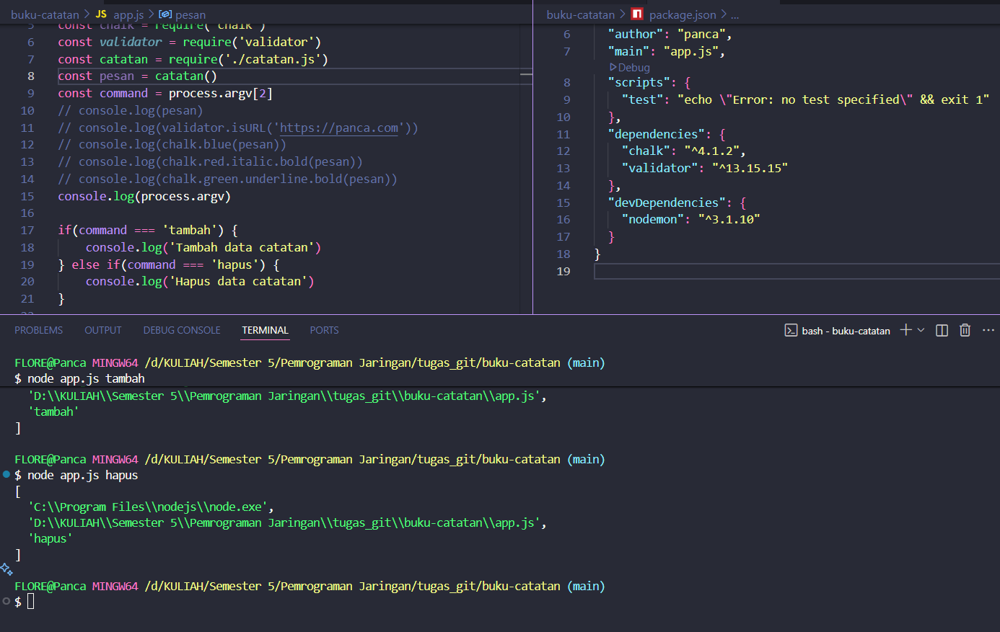 buku-catatan > JS app.js > pesan
5 const chalk = require('chalk')
6 const validator = require('validator')
7 const catatan = require('./catatan.js')
8 const pesan = catatan()
9 const command = process.argv[2]
10 // console.log(pesan)
11 // console.log(validator.isURL('https://panca.com'))
12 // console.log(chalk.blue(pesan))
13 // console.log(chalk.red.italic.bold(pesan))
14 // console.log(chalk.green.underline.bold(pesan))
15 console.log(process.argv)
16
17 if(command === 'tambah') {
18 console.log('Tambah data catatan')
19 } else if(command === 'hapus') {
20 console.log('Hapus data catatan')
21 }
22
buku-catatan > package.json > ...
6 "author": "panca",
7 "main": "app.js",
Debug
8 "scripts": {
9 "test": "echo \"Error: no test specified\" && exit 1"
10 },
11 "dependencies": {
12 "chalk": "^4.1.2",
13 "validator": "^13.15.15"
14 },
15 "devDependencies": {
16 "nodemon": "^3.1.10"
17 }
18 }
19
PROBLEMS OUTPUT DEBUG CONSOLE TERMINAL PORTS bash - buku-catatan
FLORE@Panca MINGW64 /d/KULIAH/Semester 5/Pemrograman Jaringan/tugas_git/buku-catatan (main)
$ node app.js tambah
'D:\\KULIAH\\Semester 5\\Pemrograman Jaringan\\tugas_git\\buku-catatan\\app.js',
'tambah'
]
FLORE@Panca MINGW64 /d/KULIAH/Semester 5/Pemrograman Jaringan/tugas_git/buku-catatan (main)
$ node app.js hapus
[
'C:\\Program Files\\nodejs\\node.exe',
'D:\\KULIAH\\Semester 5\\Pemrograman Jaringan\\tugas_git\\buku-catatan\\app.js',
'hapus'
]
FLORE@Panca MINGW64 /d/KULIAH/Semester 5/Pemrograman Jaringan/tugas_git/buku-catatan (main)
$